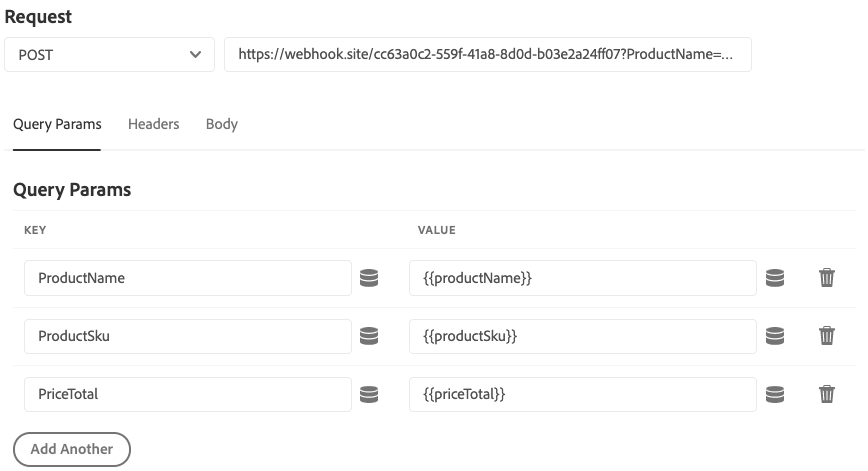 Request
POST https://webhook.site/cc63a0c2-559f-41a8-8d0d-b03e2a24ff07?ProductName=...
Query Params Headers Body
Query Params
KEY VALUE
ProductName {{productName}}
ProductSku {{productSku}}
PriceTotal {{priceTotal}}
Add Another